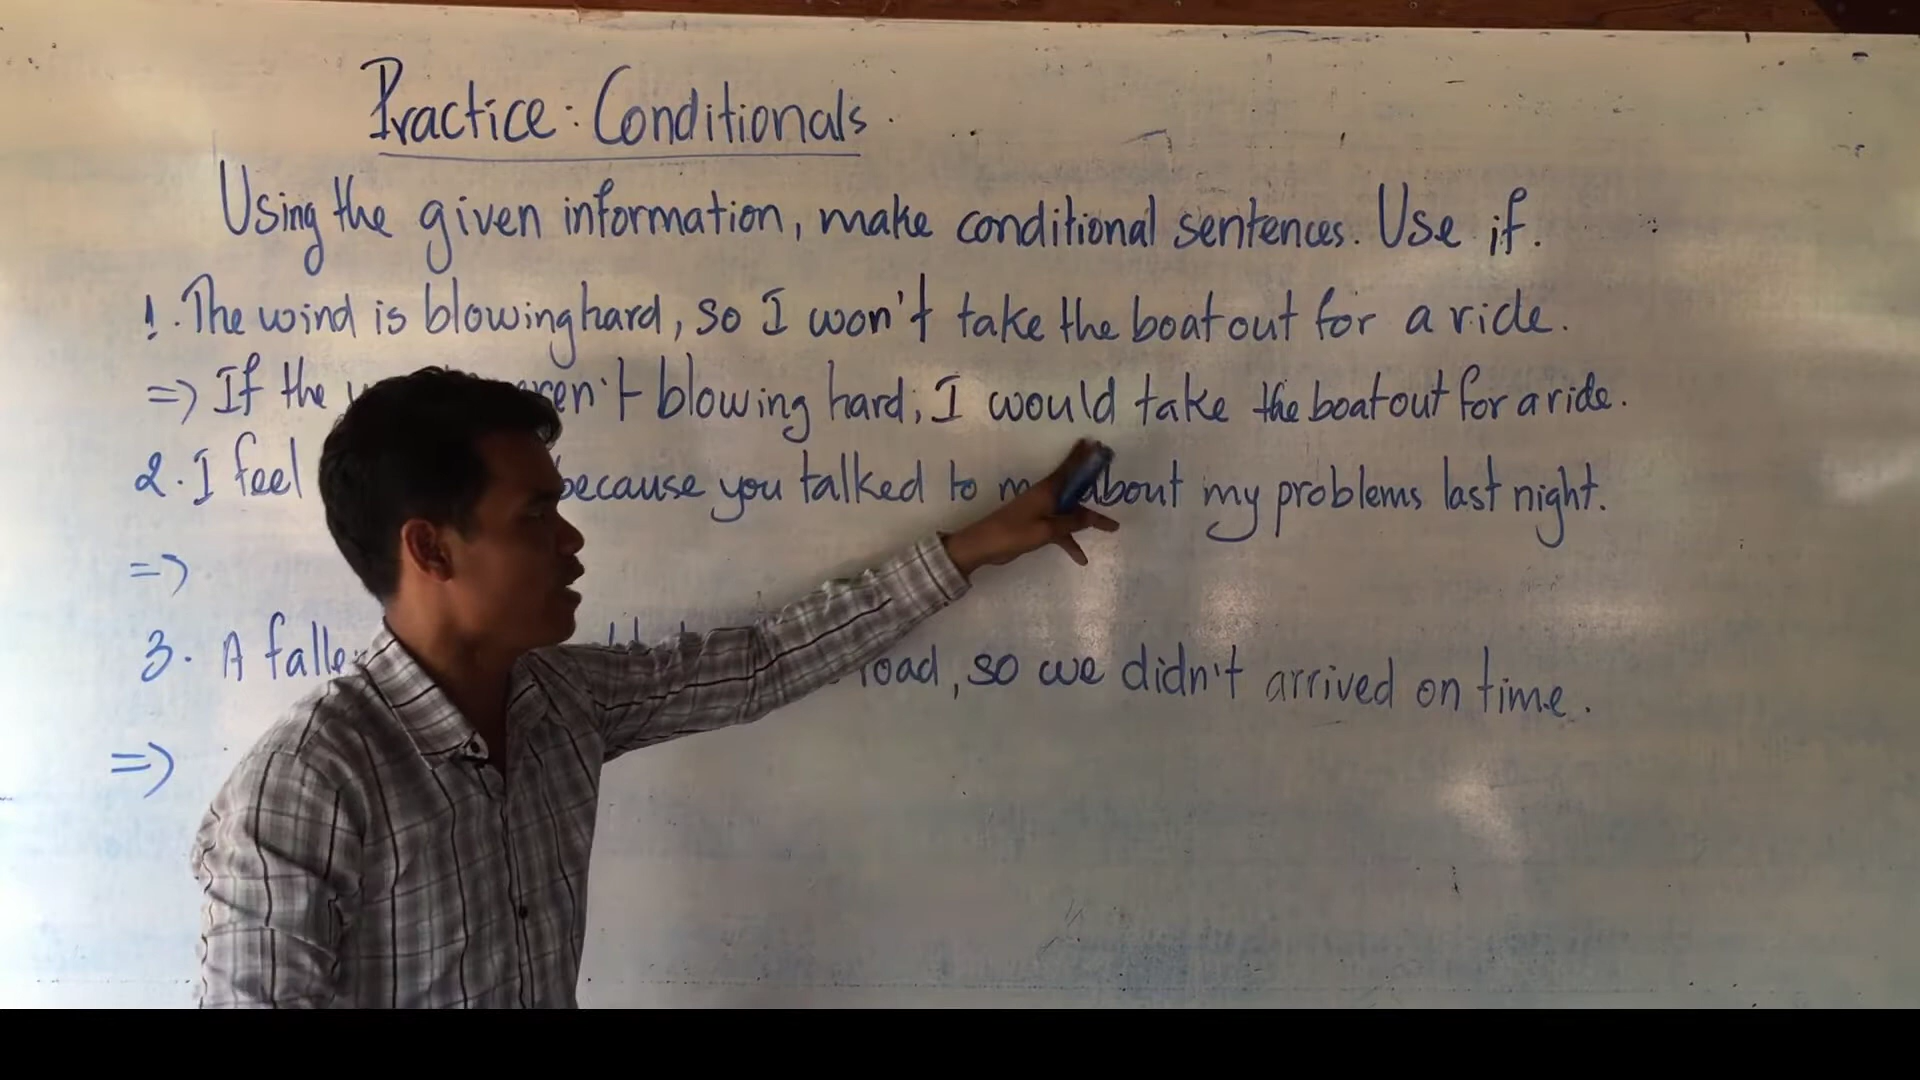 Practice: Conditionals.
Using the given information, make conditional sentences. Use if.
1. The wind is blowing hard, so I won't take the boat out for a ride.
=> If the blowing hard, I would take the boat out for a ride.
2. I feel because you talked to about my problems last night.
=>
3. A road, so we didn't arrived on time.
=>